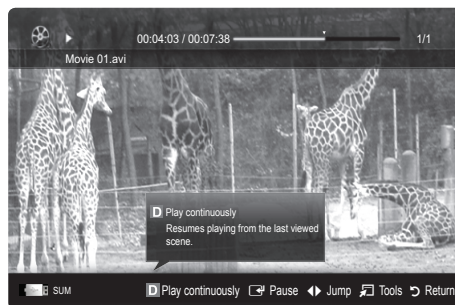 00:04:03 / 00:07:38 1/1
Movie 01.avi
D Play continuously
Resumes playing from the last viewed
scene.
SUM D Play continuously Pause Jump Tools Return